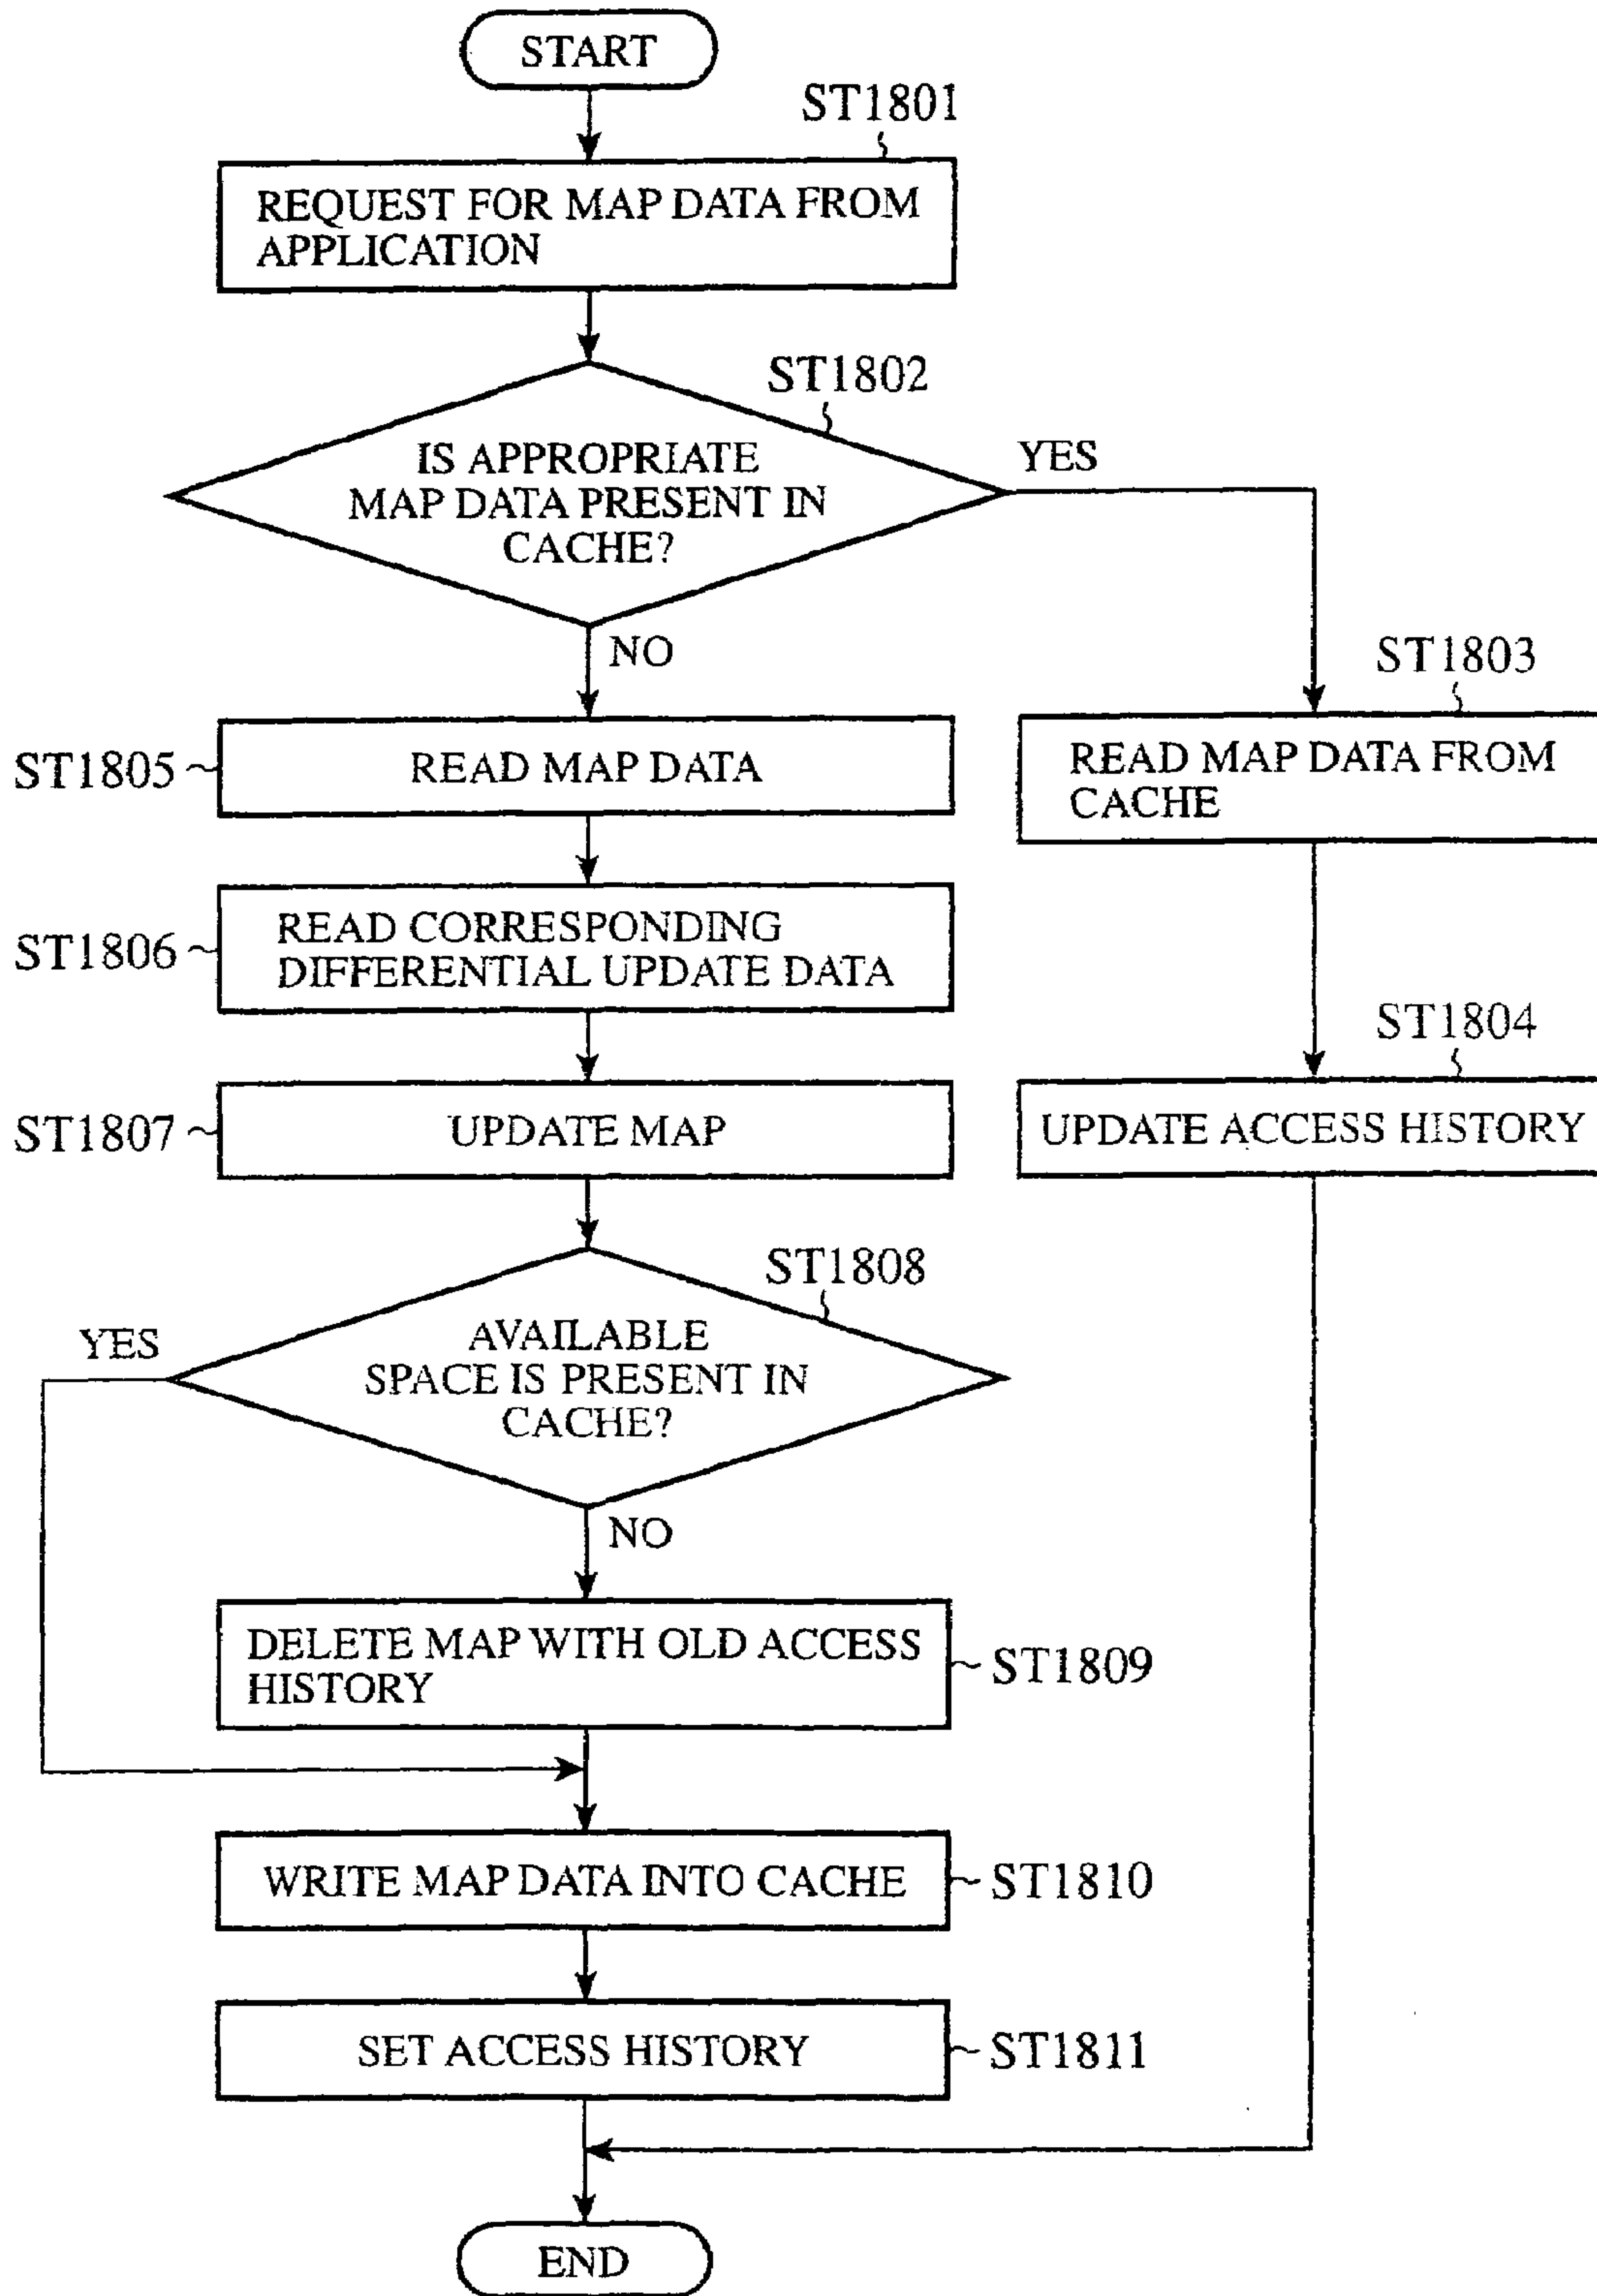 START
ST1801
REQUEST FOR MAP DATA FROM
APPLICATION
ST1802
IS APPROPRIATE
MAP DATA PRESENT IN
CACHE?
YES
NO
ST1803
READ MAP DATA FROM
CACHE
ST1805
READ MAP DATA
ST1806
READ CORRESPONDING
DIFFERENTIAL UPDATE DATA
ST1804
UPDATE ACCESS HISTORY
ST1807
UPDATE MAP
ST1808
YES
AVAILABLE
SPACE IS PRESENT IN
CACHE?
NO
DELETE MAP WITH OLD ACCESS
HISTORY
ST1809
WRITE MAP DATA INTO CACHE
ST1810
SET ACCESS HISTORY
ST1811
END